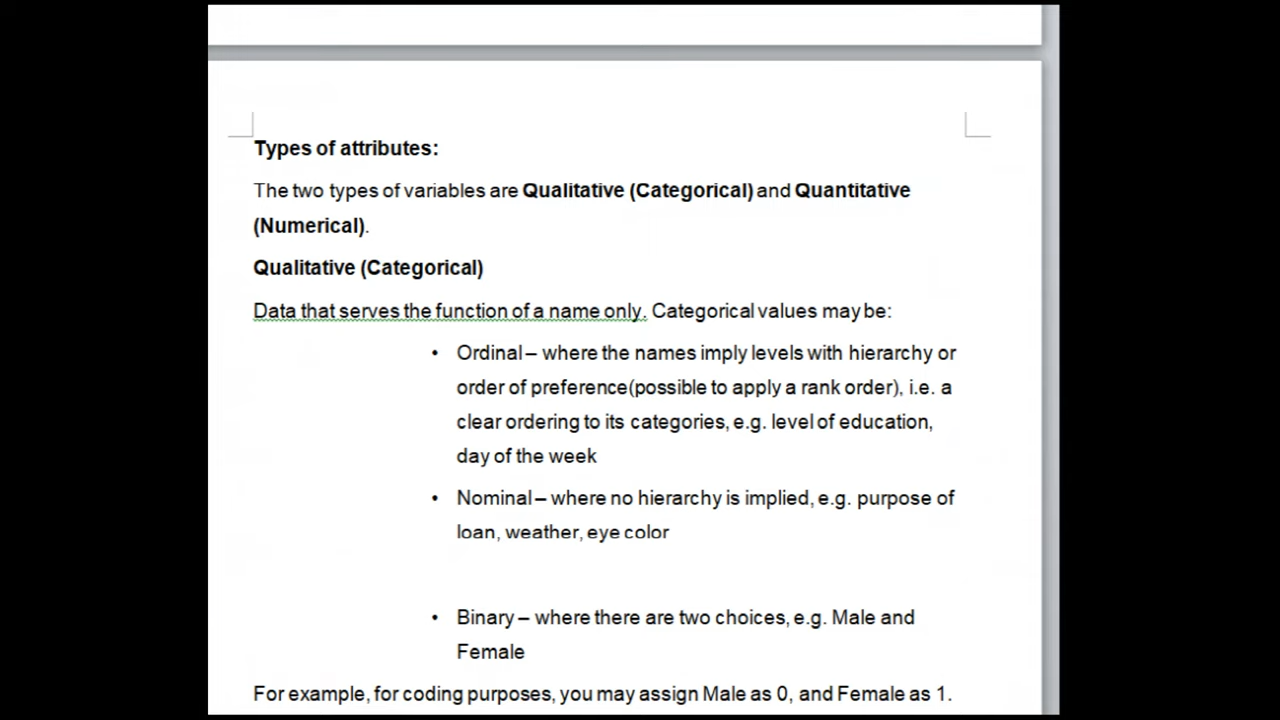 Types of attributes:
The two types of variables are Qualitative (Categorical) and Quantitative
(Numerical).
Qualitative (Categorical)
Data that serves the function of a name only. Categorical values may be:
• Ordinal – where the names imply levels with hierarchy or
order of preference(possible to apply a rank order), i.e. a
clear ordering to its categories, e.g. level of education,
day of the week
• Nominal – where no hierarchy is implied, e.g. purpose of
loan, weather, eye color
• Binary – where there are two choices, e.g. Male and
Female
For example, for coding purposes, you may assign Male as 0, and Female as 1.